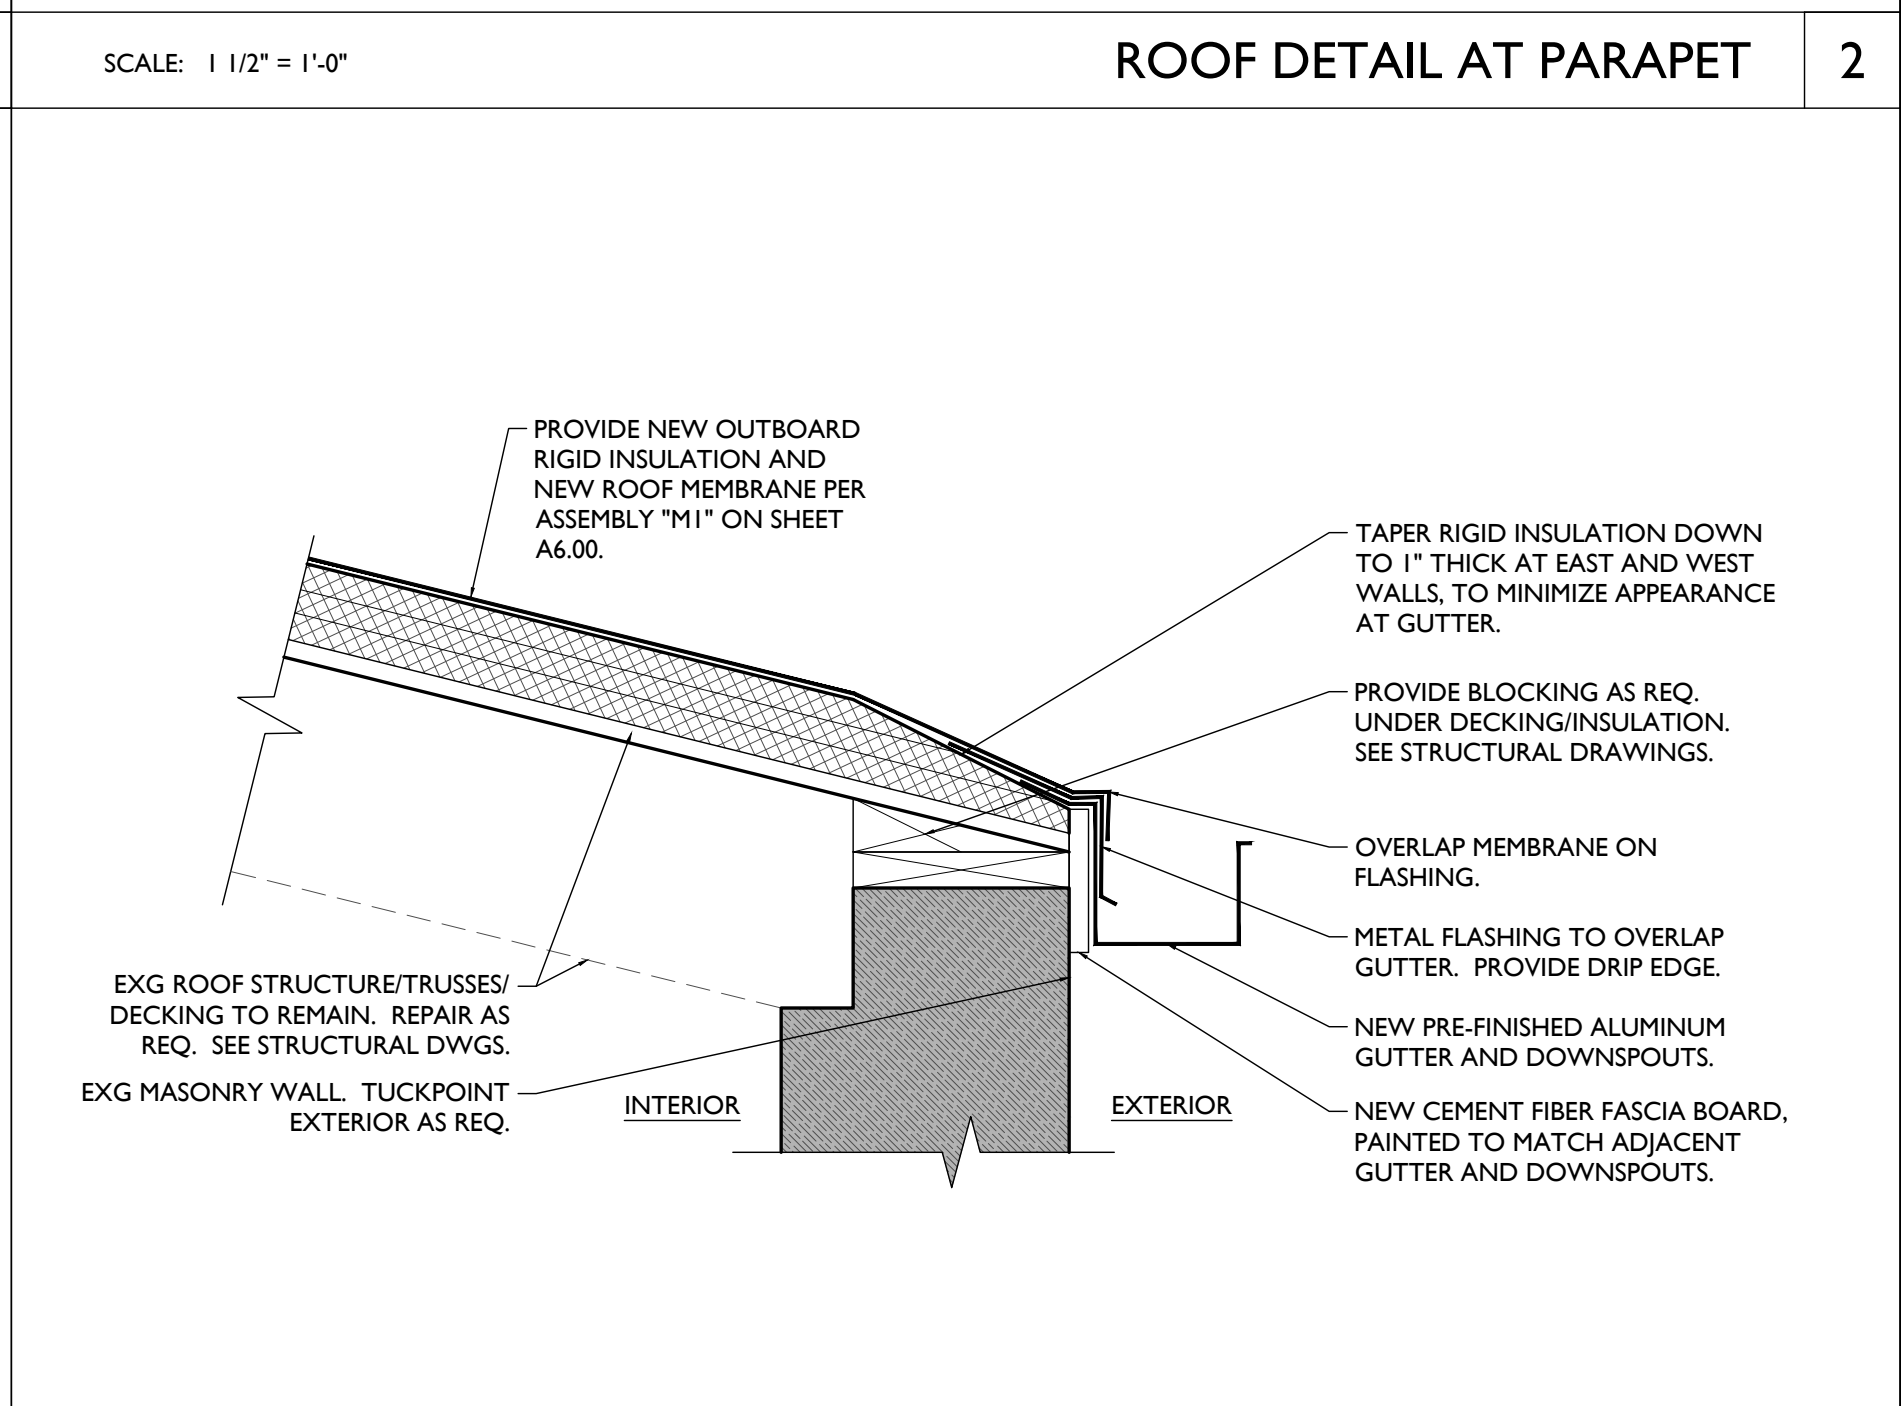 SCALE: 1 1/2" = 1'-0"
ROOF DETAIL AT PARAPET
2
PROVIDE NEW OUTBOARD
RIGID INSULATION AND
NEW ROOF MEMBRANE PER
ASSEMBLY "M1" ON SHEET
A6.00.
TAPER RIGID INSULATION DOWN
TO 1" THICK AT EAST AND WEST
WALLS, TO MINIMIZE APPEARANCE
AT GUTTER.
PROVIDE BLOCKING AS REQ.
UNDER DECKING/INSULATION.
SEE STRUCTURAL DRAWINGS.
OVERLAP MEMBRANE ON
FLASHING.
METAL FLASHING TO OVERLAP
GUTTER. PROVIDE DRIP EDGE.
NEW PRE-FINISHED ALUMINUM
GUTTER AND DOWNSPOUTS.
NEW CEMENT FIBER FASCIA BOARD,
PAINTED TO MATCH ADJACENT
GUTTER AND DOWNSPOUTS.
EXG ROOF STRUCTURE/TRUSSES/
DECKING TO REMAIN. REPAIR AS
REQ. SEE STRUCTURAL DWGS.
EXG MASONRY WALL. TUCKPOINT
EXTERIOR AS REQ.
INTERIOR
EXTERIOR